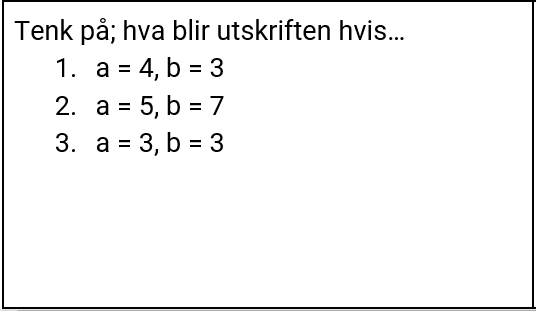 Tenk på; hva blir utskriften hvis...
1. a = 4, b = 3
2. a = 5, b = 7
3. a = 3, b = 3